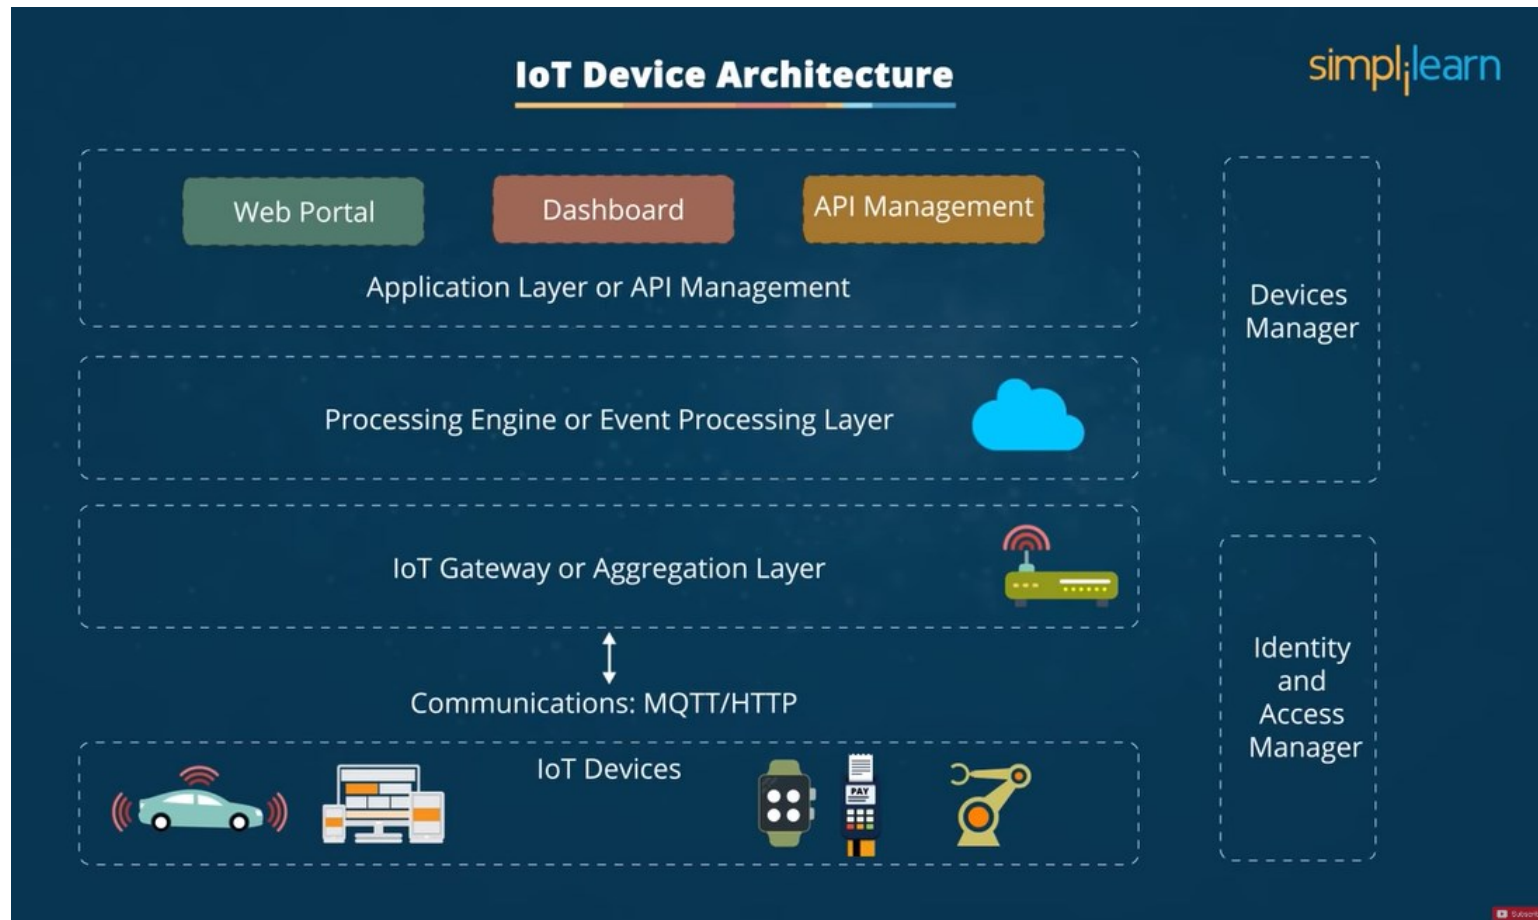 IoT Device Architecture
simplilearn
Web Portal
Dashboard
API Management
Application Layer or API Management
Processing Engine or Event Processing Layer
IoT Gateway or Aggregation Layer
Communications: MQTT/HTTP
IoT Devices
PAY
Devices
Manager
Identity
and
Access
Manager